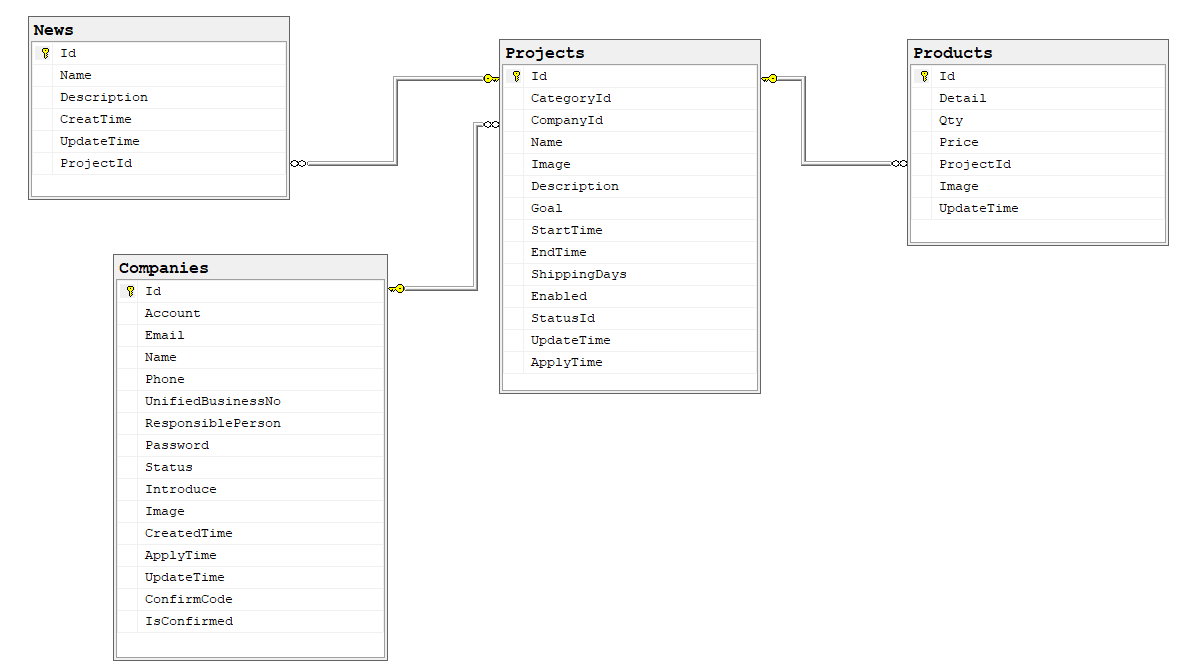 News
Id
Name
Description
CreatTime
UpdateTime
ProjectId
Projects
Id
CategoryId
CompanyId
Name
Image
Description
Goal
StartTime
EndTime
ShippingDays
Enabled
StatusId
UpdateTime
ApplyTime
Products
Id
Detail
Qty
Price
ProjectId
Image
UpdateTime
Companies
Id
Account
Email
Name
Phone
UnifiedBusinessNo
ResponsiblePerson
Password
Status
Introduce
Image
CreatedTime
ApplyTime
UpdateTime
ConfirmCode
IsConfirmed